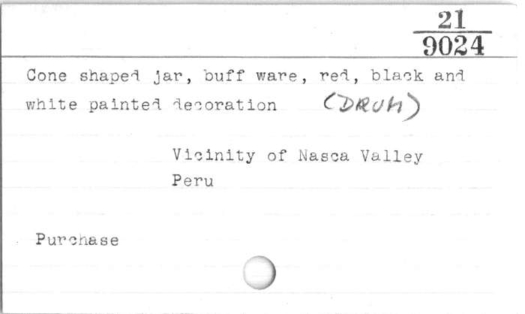 21
9024
Cone shaped jar, buff ware, red, black and
white painted decoration (DRUM)
Vicinity of Nasca Valley
Peru
Purchase